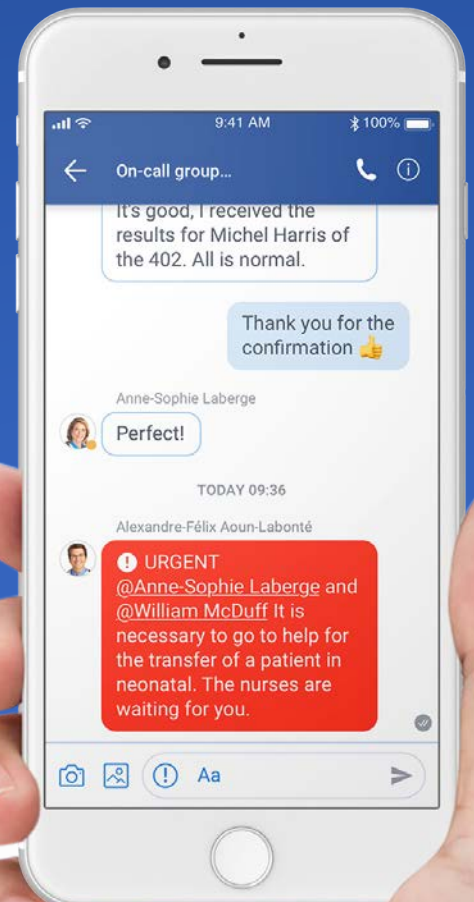 9:41 AM
100%
On-call group...
It's good, I received the
results for Michel Harris of
the 402. All is normal.
Thank you for the
confirmation 👍
Anne-Sophie Laberge
Perfect!
TODAY 09:36
Alexandre-Félix Aoun-Labonté
! URGENT
@Anne-Sophie Laberge and
@William McDuff It is
necessary to go to help for
the transfer of a patient in
neonatal. The nurses are
waiting for you.
Aa